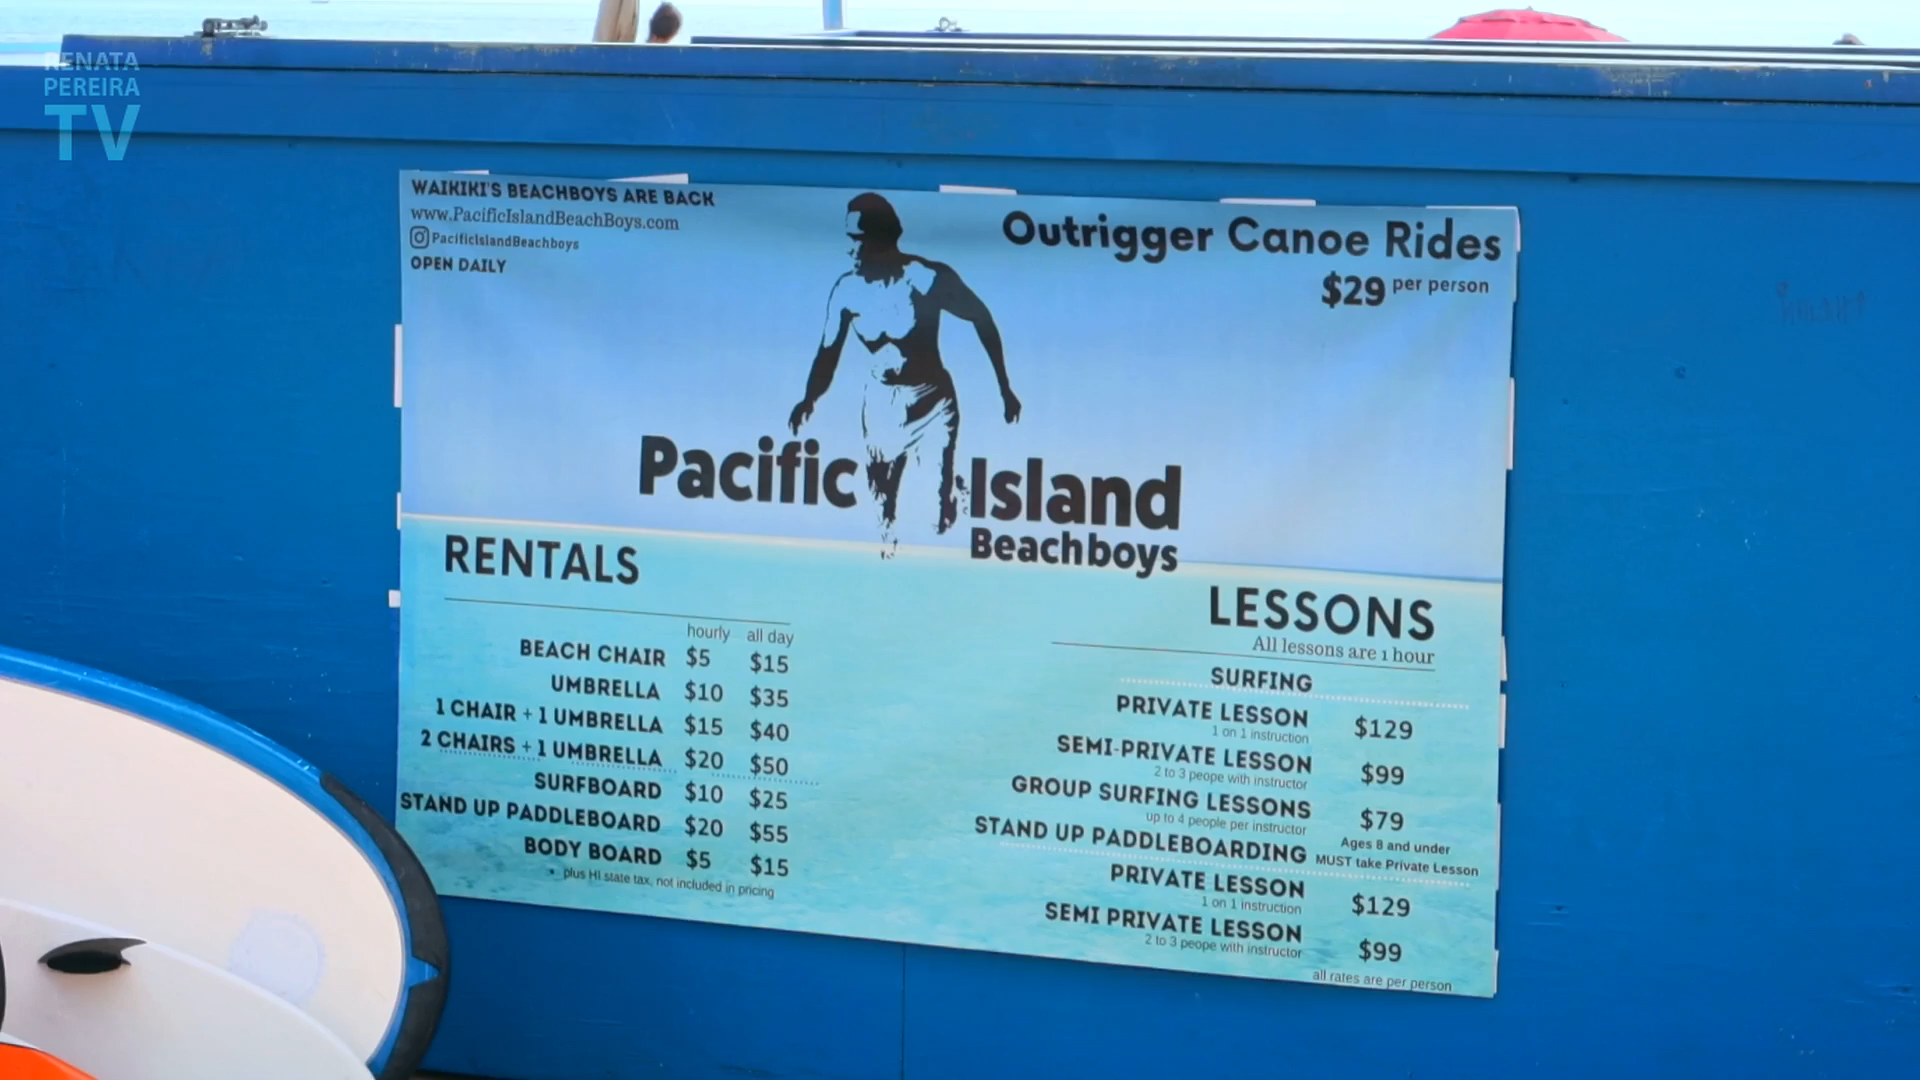 RENATA
PEREIRA
TV
WAIKIKI'S BEACHBOYS ARE BACK
www.PacificIslandBeachBoys.com
PacificIslandBeachboys
OPEN DAILY
Outrigger Canoe Rides
$29 per person
Pacific Island
Beachboys
RENTALS
hourly all day
BEACH CHAIR $5 $15
UMBRELLA $10 $35
1 CHAIR + 1 UMBRELLA $15 $40
2 CHAIRS + 1 UMBRELLA $20 $50
SURFBOARD $10 $25
STAND UP PADDLEBOARD $20 $55
BODY BOARD $5 $15
• plus HI state tax, not included in pricing
LESSONS
All lessons are 1 hour
SURFING
PRIVATE LESSON $129
1 on 1 instruction
SEMI-PRIVATE LESSON $99
2 to 3 peope with instructor
GROUP SURFING LESSONS $79
up to 4 people per instructor
Ages 8 and under
MUST take Private Lesson
STAND UP PADDLEBOARDING
PRIVATE LESSON $129
1 on 1 instruction
SEMI PRIVATE LESSON $99
2 to 3 peope with instructor
all rates are per person